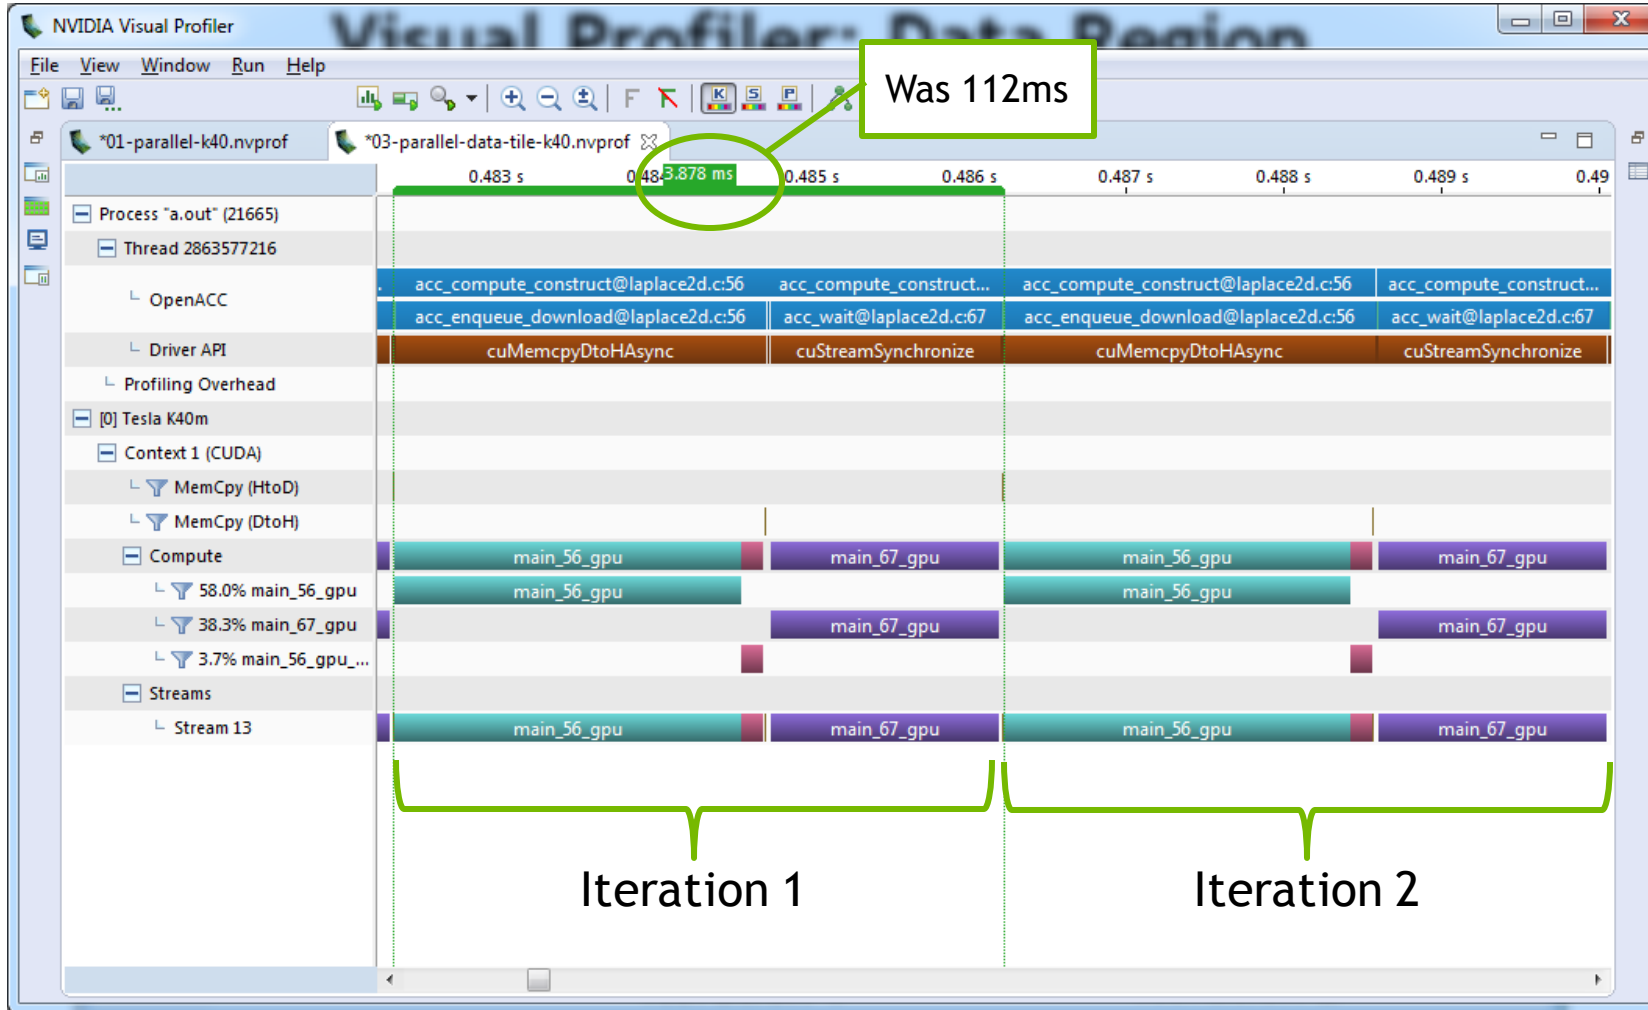 Visual Profiler: Data Region
NVIDIA Visual Profiler
File View Window Run Help
Was 112ms
*01-parallel-k40.nvprof *03-parallel-data-tile-k40.nvprof
3.878 ms
0.483 s 0.484 0.485 s 0.486 s 0.487 s 0.488 s 0.489 s 0.49
Process "a.out" (21665)
Thread 2863577216
OpenACC
. acc_compute_construct@laplace2d.c:56 acc_compute_construct... acc_compute_construct@laplace2d.c:56 acc_compute_construct...
acc_enqueue_download@laplace2d.c:56 acc_wait@laplace2d.c:67 acc_enqueue_download@laplace2d.c:56 acc_wait@laplace2d.c:67
Driver API cuMemcpyDtoHAsync cuStreamSynchronize cuMemcpyDtoHAsync cuStreamSynchronize
Profiling Overhead
[0] Tesla K40m
Context 1 (CUDA)
MemCpy (HtoD)
MemCpy (DtoH)
Compute main_56_gpu main_67_gpu main_56_gpu main_67_gpu
58.0% main_56_gpu main_56_gpu main_56_gpu
38.3% main_67_gpu main_67_gpu main_67_gpu
3.7% main_56_gpu_...
Streams
Stream 13 main_56_gpu main_67_gpu main_56_gpu main_67_gpu
Iteration 1 Iteration 2